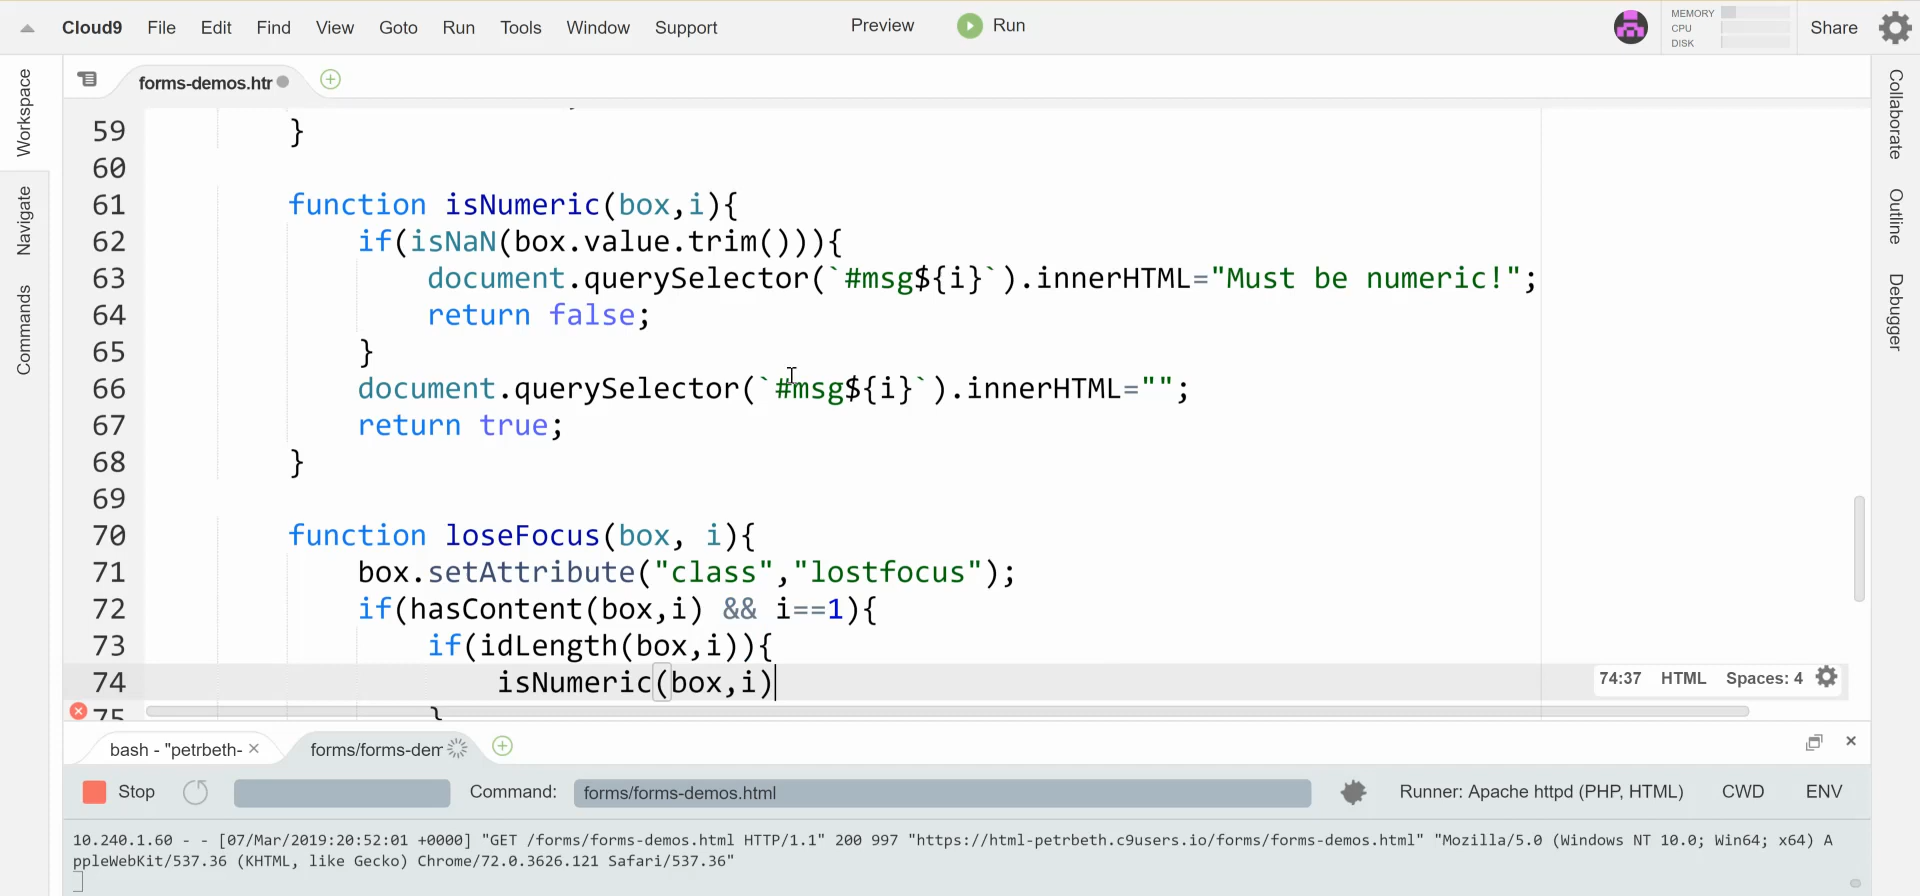 Cloud9 File Edit Find View Goto Run Tools Window Support Preview Run MEMORY CPU DISK Share
Workspace
Navigate
Commands
Collaborate
Outline
Debugger
forms-demos.htr
59 }
60
61 function isNumeric(box,i){
62 if(isNaN(box.value.trim())){
63 document.querySelector(`#msg${i}`).innerHTML="Must be numeric!";
64 return false;
65 }
66 document.querySelector(`#msg${i}`).innerHTML="";
67 return true;
68 }
69
70 function loseFocus(box, i){
71 box.setAttribute("class","lostfocus");
72 if(hasContent(box,i) && i==1){
73 if(idLength(box,i)){
74 isNumeric(box,i)
74:37 HTML Spaces: 4
75 }
bash - "petrbeth- forms/forms-dem
Stop Command: forms/forms-demos.html Runner: Apache httpd (PHP, HTML) CWD ENV
10.240.1.60 - - [07/Mar/2019:20:52:01 +0000] "GET /forms/forms-demos.html HTTP/1.1" 200 997 "https://html-petrbeth.c9users.io/forms/forms-demos.html" "Mozilla/5.0 (Windows NT 10.0; Win64; x64) A
ppleWebKit/537.36 (KHTML, like Gecko) Chrome/72.0.3626.121 Safari/537.36"